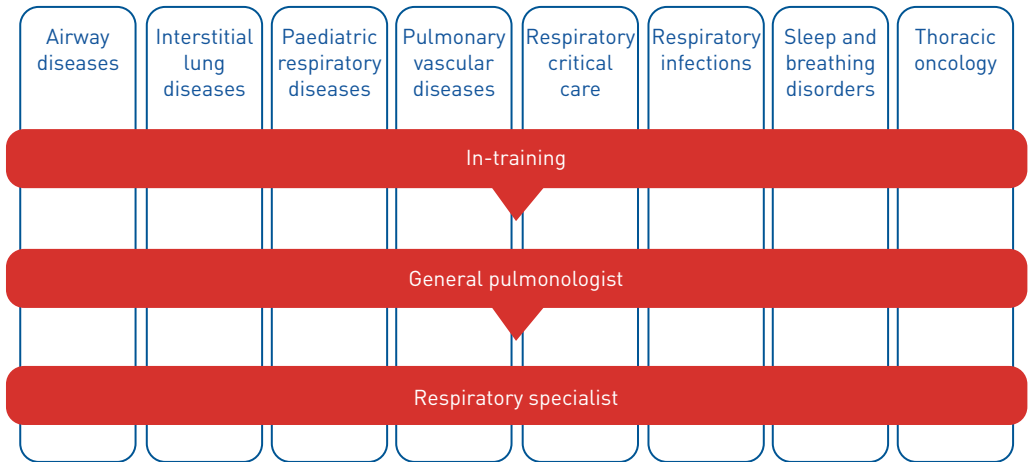 Airway
diseases
Interstitial
lung
diseases
Paediatric
respiratory
diseases
Pulmonary
vascular
diseases
Respiratory
critical
care
Respiratory
infections
Sleep and
breathing
disorders
Thoracic
oncology
In-training
General pulmonologist
Respiratory specialist